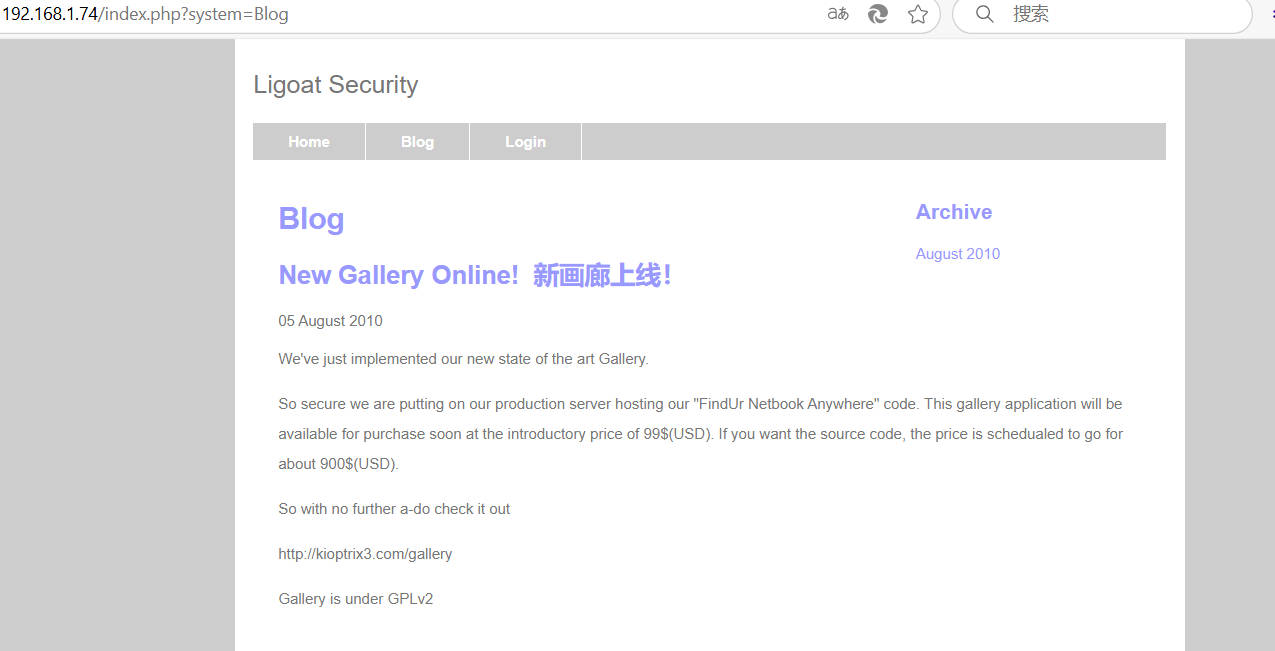 192.168.1.74/index.php?system=Blog
aあ
搜索
Ligoat Security
Home
Blog
Login
Blog
Archive
August 2010
New Gallery Online! 新画廊上线!
05 August 2010
We've just implemented our new state of the art Gallery.
So secure we are putting on our production server hosting our "FindUr Netbook Anywhere" code. This gallery application will be
available for purchase soon at the introductory price of 99$(USD). If you want the source code, the price is schedualed to go for
about 900$(USD).
So with no further a-do check it out
http://kioptrix3.com/gallery
Gallery is under GPLv2